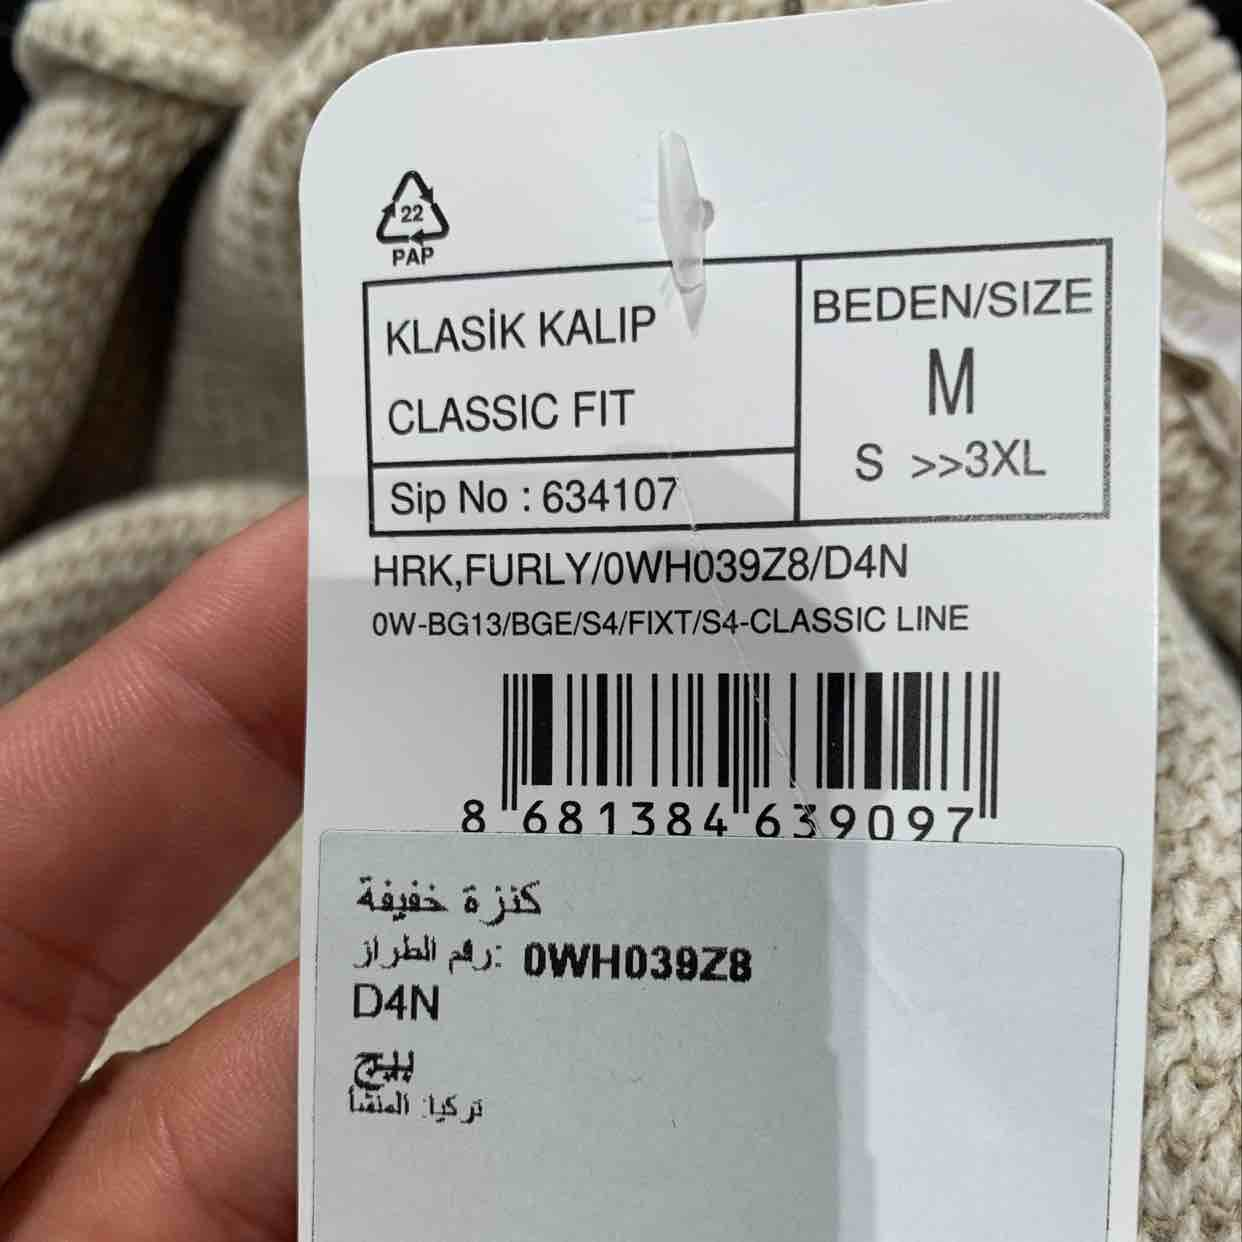 22
PAP
KLASİK KALIP
CLASSIC FIT
Sip No : 634107
BEDEN/SIZE
M
S >>3XL
HRK,FURLY/0WH039Z8/D4N
0W-BG13/BGE/S4/FIXT/S4-CLASSIC LINE
8 681384 639097
كنزة خفيفة
رقم الطراز: 0WH039Z8
D4N
بيج
تركيا: المنشأ